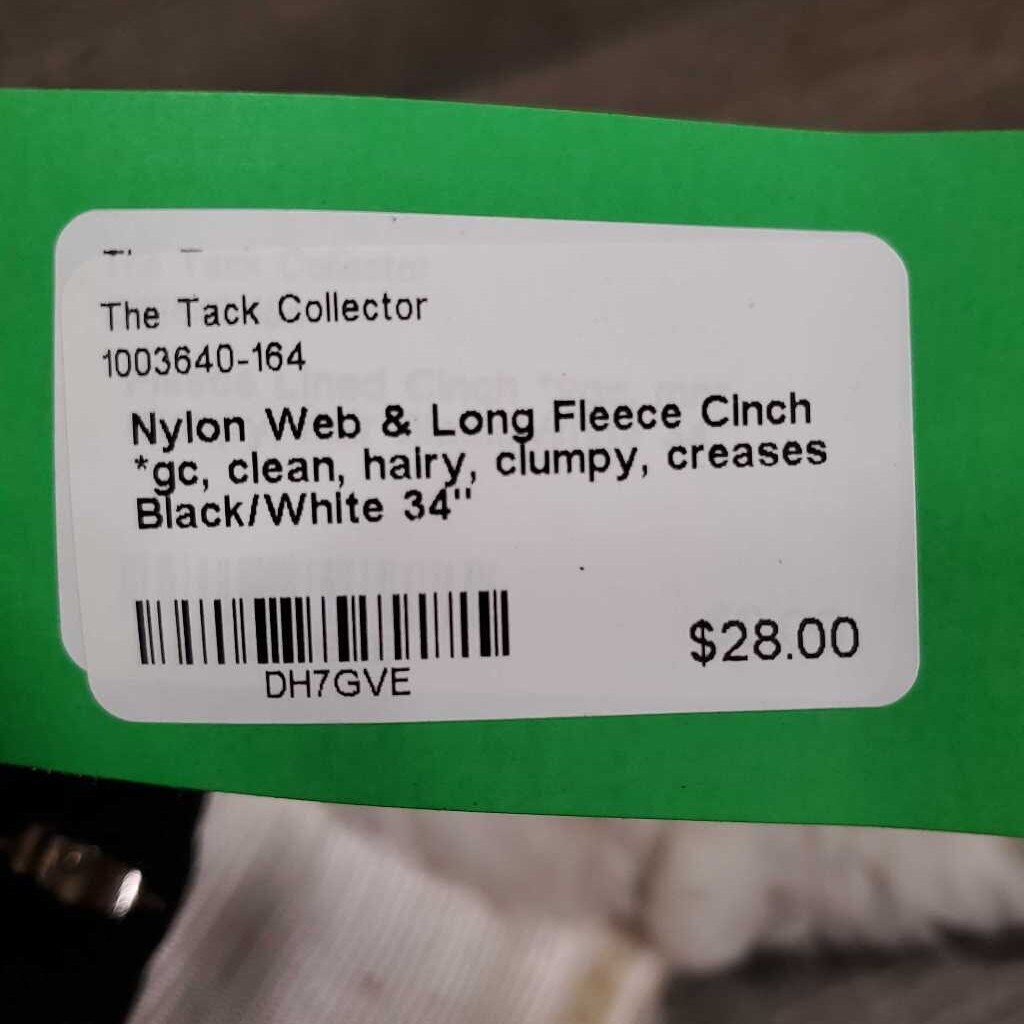 The Tack Collector
1003640-164
Nylon Web & Long Fleece Cinch
*gc, clean, hairy, clumpy, creases
Black/White 34"
DH7GVE
$28.00